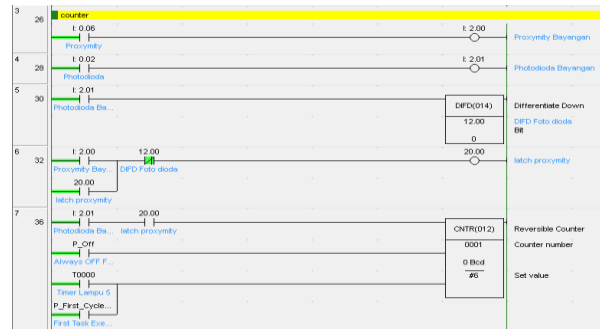 3 26 counter
I: 0.06 I: 2.00
Proxymity Proxymity Bayangan
4 28 I: 0.02 I: 2.01
Photodioda Photodioda Bayangan
5 30 I: 2.01
Photodioda Ba... DIFD(014) Differentiate Down
12.00 DIFD Foto dioda
Bit
0
6 32 I: 2.00 12.00 20.00
Proxymity Bay... DIFD Foto dioda latch proxymity
20.00
latch proxymity
7 36 I: 2.01 20.00
Photodioda Ba... latch proxymity CNTR(012) Reversible Counter
P_Off 0001 Counter number
Always OFF F...
0 Bcd
T0000 #6 Set value
Timer Lampu 5
P_First_Cycle...
First Task Exe...